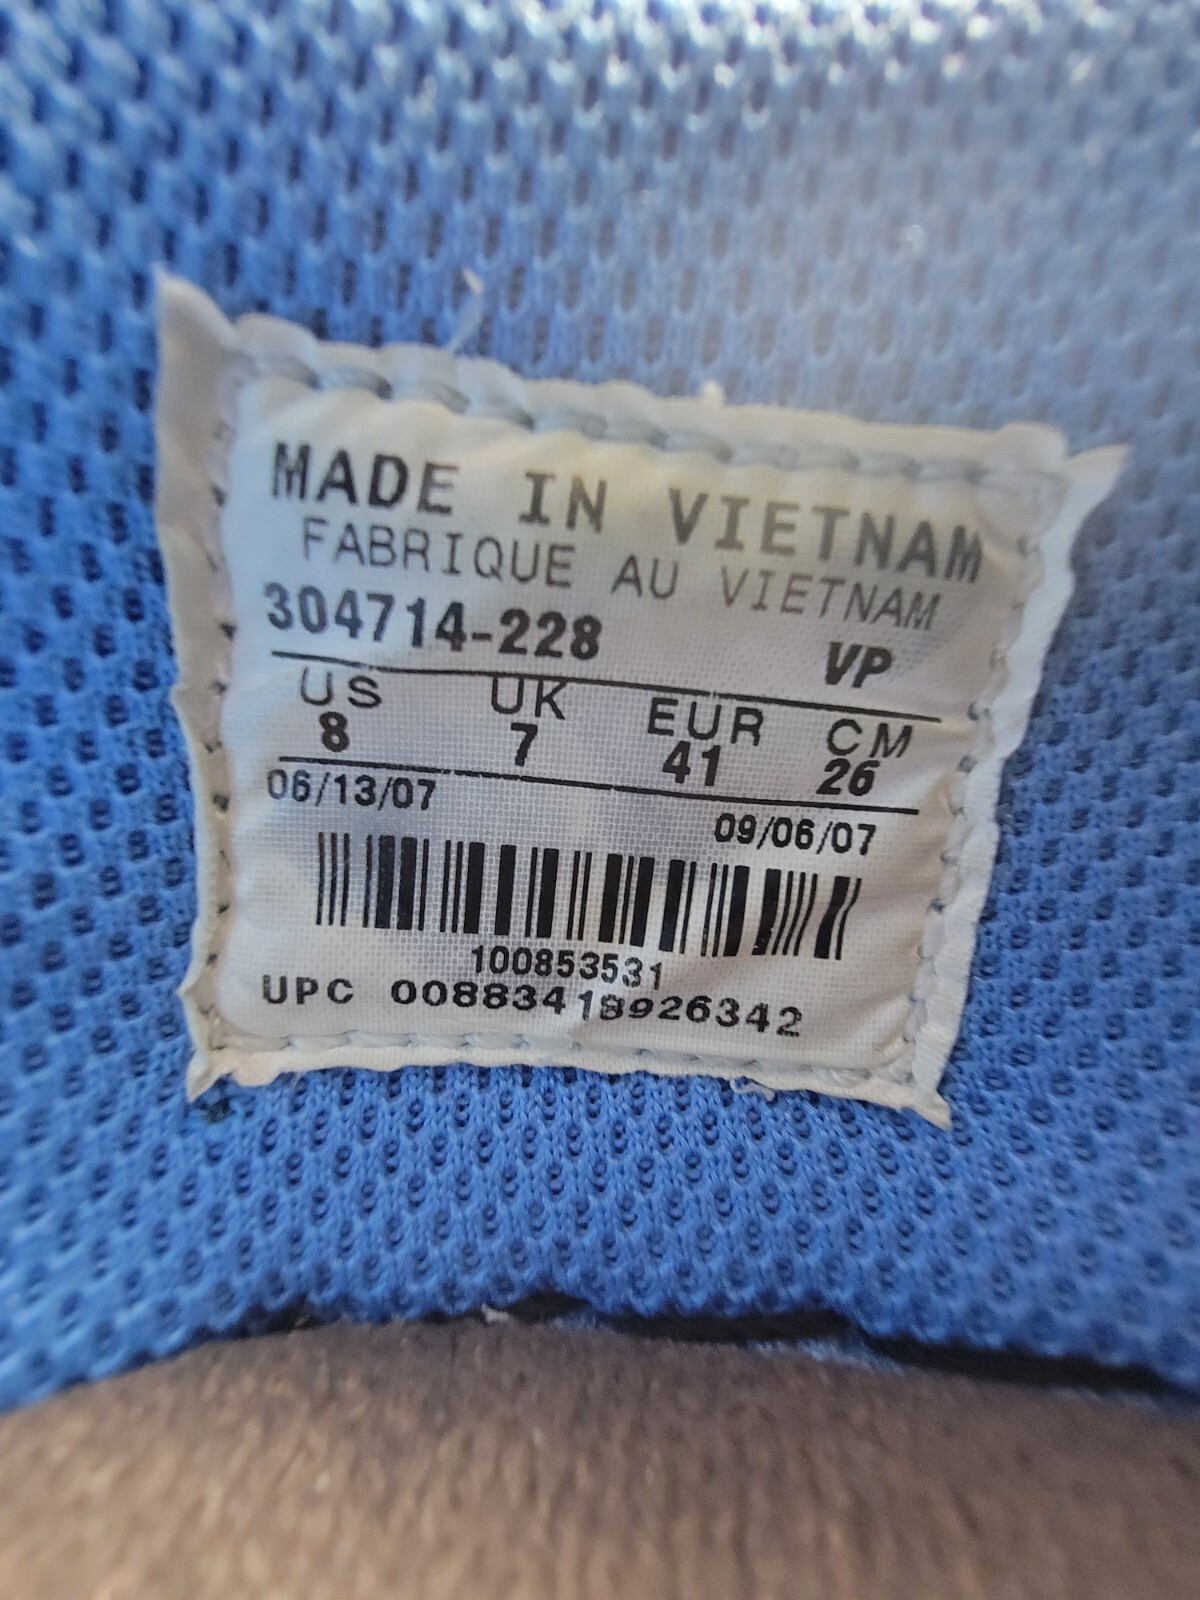 MADE IN VIETNAM
FABRIQUE AU VIETNAM
304714-228 VP
US UK EUR CM
8 7 41 26
06/13/07 09/06/07
100853531
UPC 00883418926342